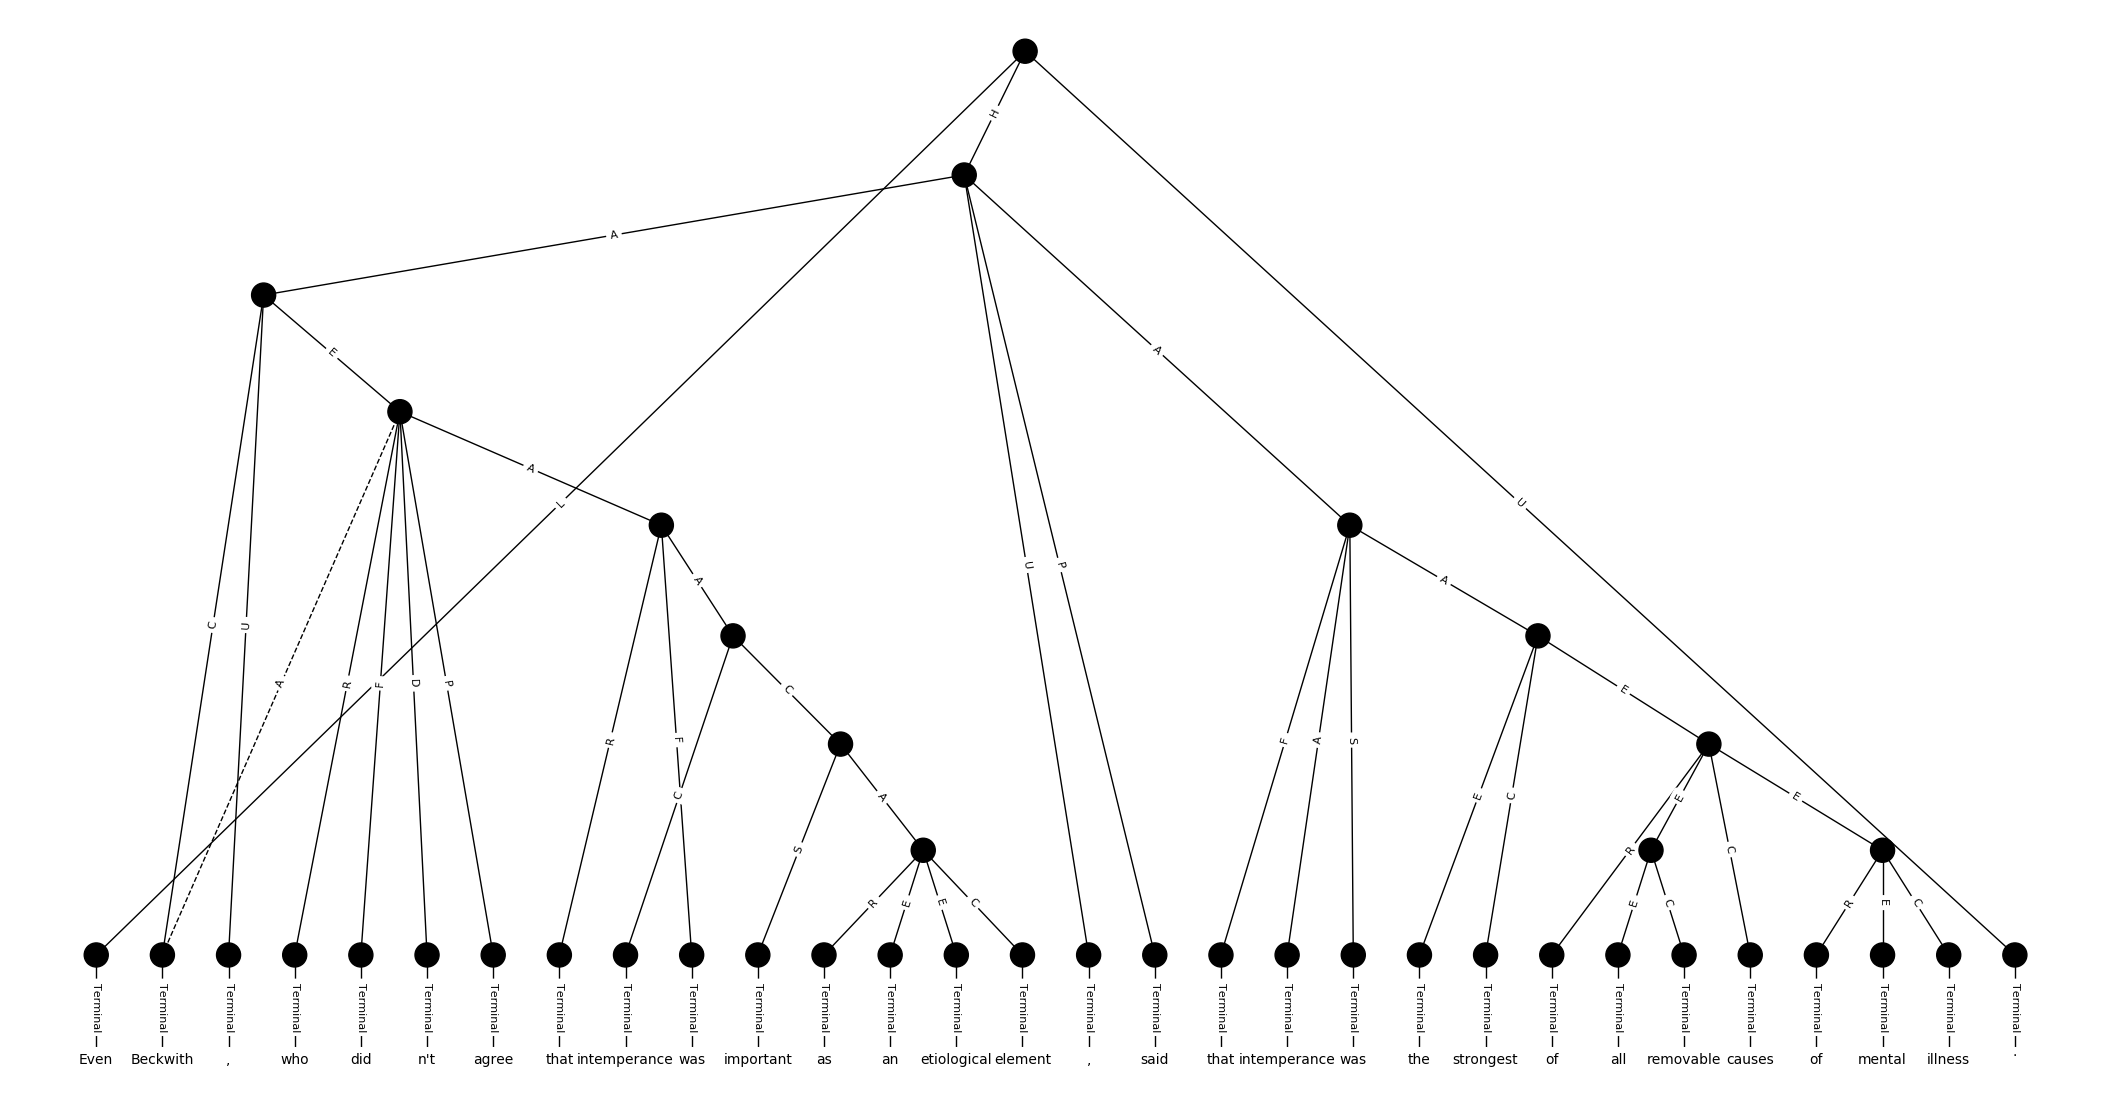 H
A
E
A
A
L
U
A
C
U
A
R
F
D
P
U
P
A
C
E
R
F
C
F
A
S
E
C
A
S
R
E
C
E
R
E
E
C
E
C
R
E
C
Terminal Terminal Terminal Terminal Terminal Terminal Terminal Terminal Terminal Terminal Terminal Terminal Terminal Terminal Terminal Terminal Terminal Terminal Terminal Terminal Terminal Terminal Terminal Terminal Terminal Terminal Terminal Terminal Terminal Terminal
Even Beckwith , who did n't agree that intemperance was important as an etiological element , said that intemperance was the strongest of all removable causes of mental illness .